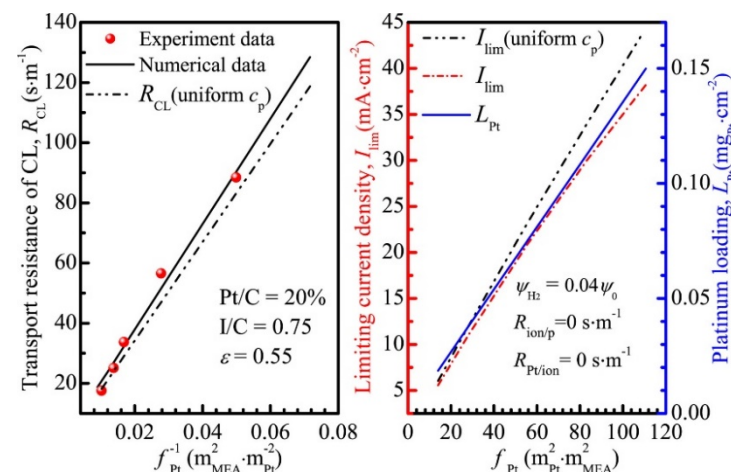 Transport resistance of CL, R_CL(s·m⁻¹)
140
120
100
80
60
40
20
Experiment data
Numerical data
R_CL(uniform c_p)
Pt/C = 20%
I/C = 0.75
ε = 0.55
0.02 0.04 0.06 0.08
f_Pt⁻¹ (m²_MEA·m⁻²_Pt)
Limiting current density, I_lim(mA·cm⁻²)
45
40
35
30
25
20
15
10
5
I_lim(uniform c_p)
I_lim
L_Pt
ψ_H₂ = 0.04ψ₀
R_ion/p=0 s·m⁻¹
R_Pt/ion= 0 s·m⁻¹
0 20 40 60 80 100 120
f_Pt (m²_Pt·m⁻²_MEA)
0.15
0.10
0.05
0.00
Platinum loading, L_Pt(mg_Pt·cm⁻²)